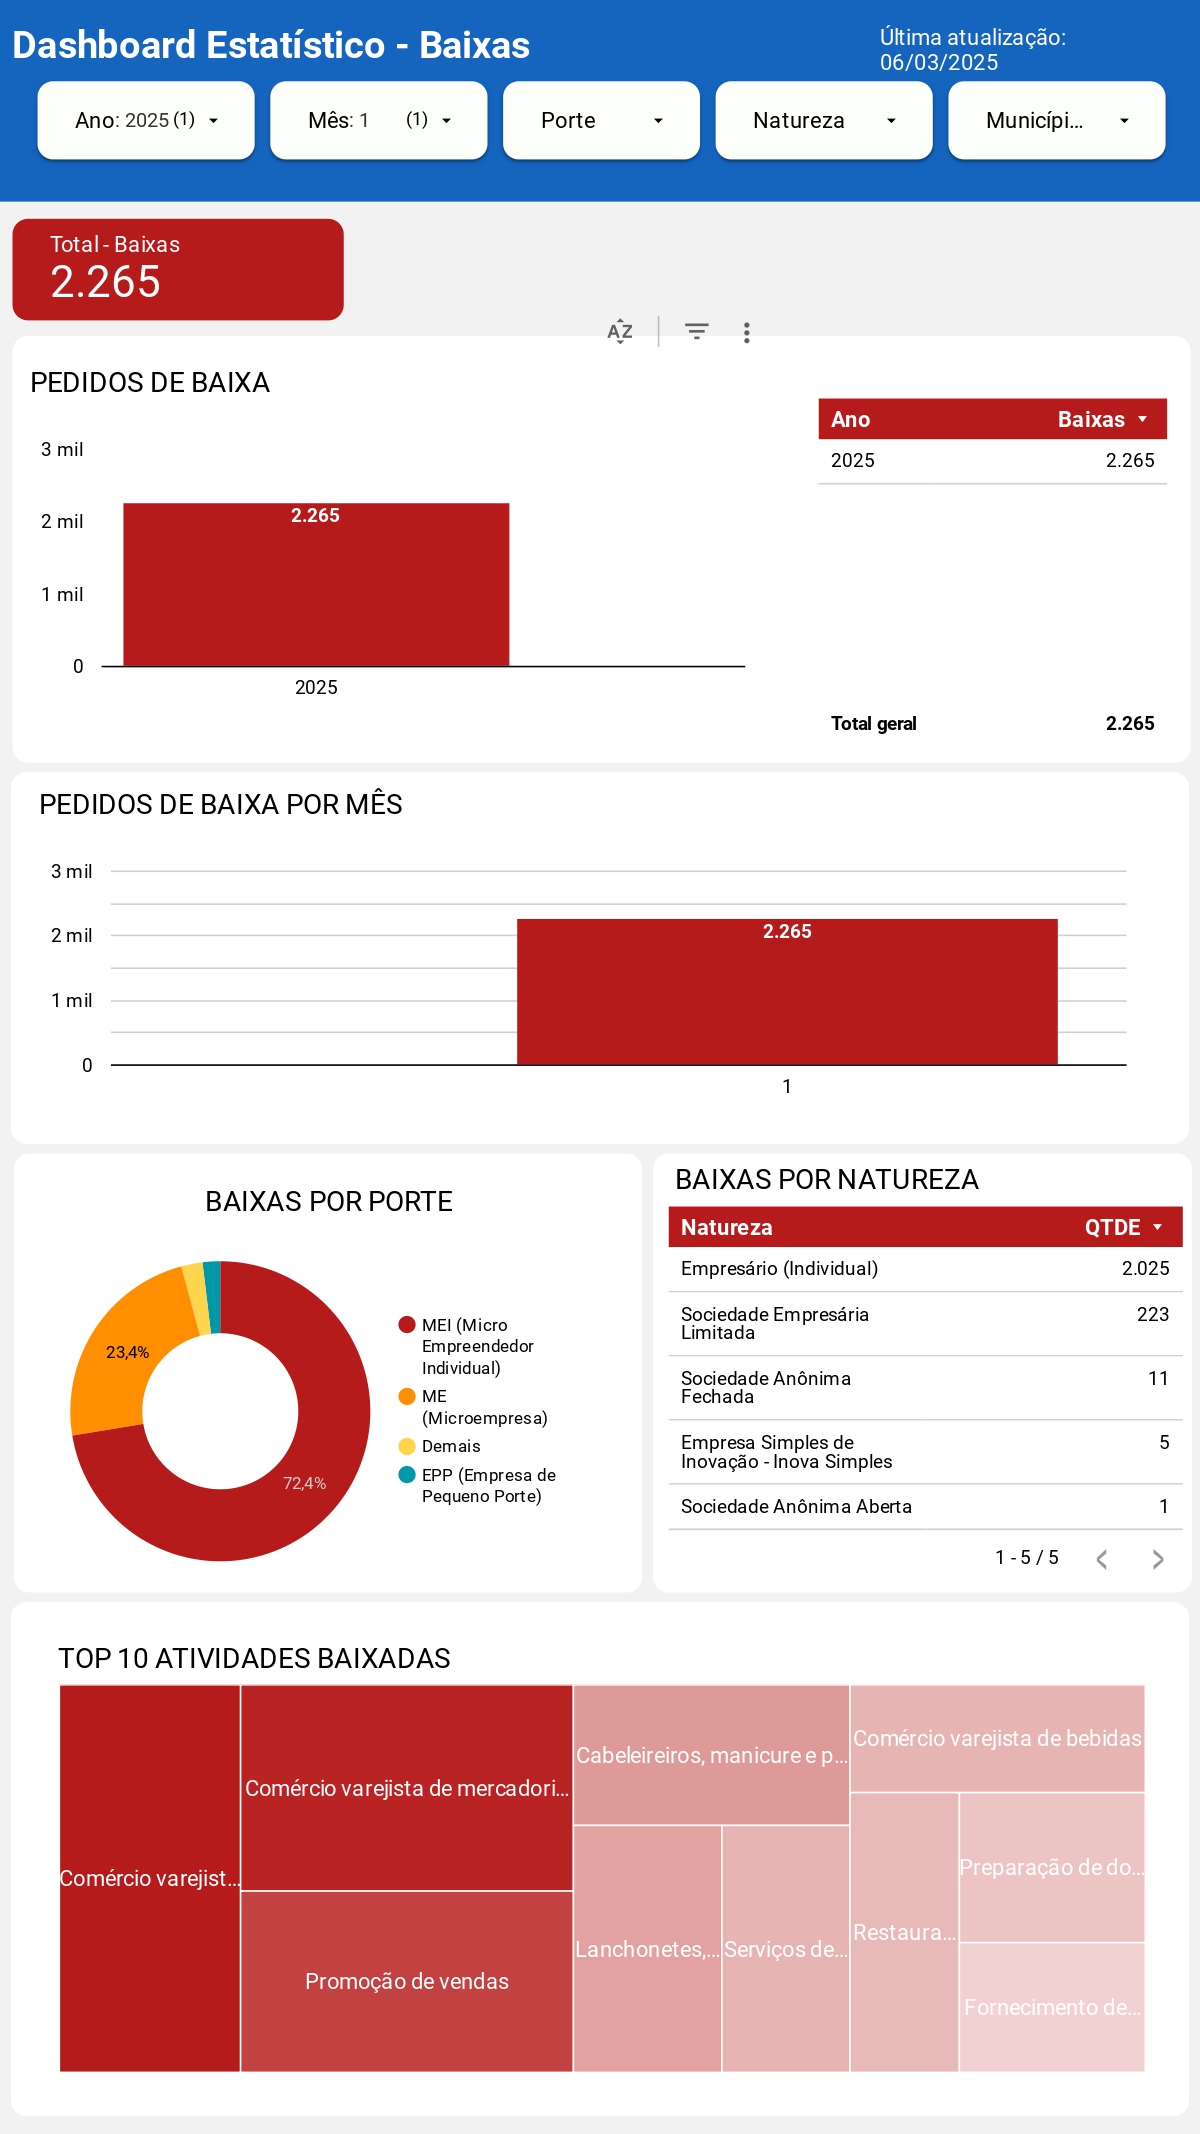 Dashboard Estatístico - Baixas
Última atualização:
06/03/2025
Ano: 2025 (1)
Mês: 1 (1)
Porte
Natureza
Municípi...
Total - Baixas
2.265
AZ
PEDIDOS DE BAIXA
3 mil
2 mil
1 mil
0
2.265
2025
Ano Baixas
2025 2.265
Total geral 2.265
PEDIDOS DE BAIXA POR MÊS
3 mil
2 mil
1 mil
0
2.265
1
BAIXAS POR PORTE
23,4%
72,4%
MEI (Micro
Empreendedor
Individual)
ME
(Microempresa)
Demais
EPP (Empresa de
Pequeno Porte)
BAIXAS POR NATUREZA
Natureza QTDE
Empresário (Individual) 2.025
Sociedade Empresária 223
Limitada
Sociedade Anônima 11
Fechada
Empresa Simples de 5
Inovação - Inova Simples
Sociedade Anônima Aberta 1
1 - 5 / 5
TOP 10 ATIVIDADES BAIXADAS
Comércio varejist...
Comércio varejista de mercadori...
Promoção de vendas
Cabeleireiros, manicure e p...
Lanchonetes,...
Serviços de...
Comércio varejista de bebidas
Restaura...
Preparação de do...
Fornecimento de...